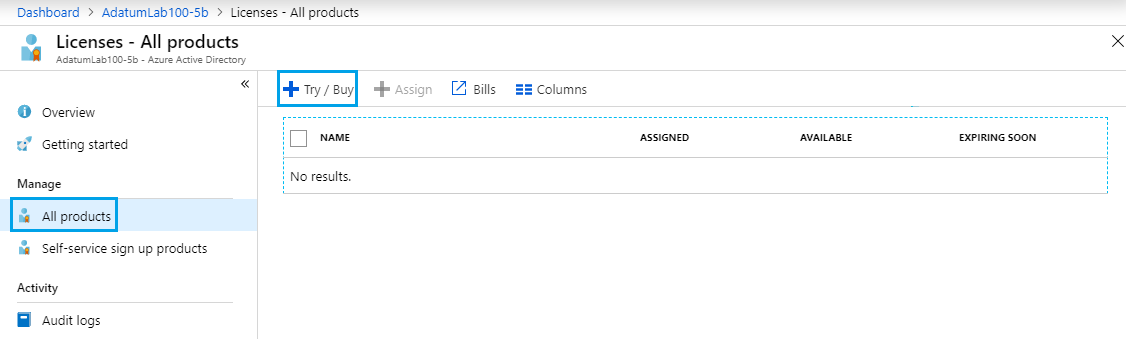 Dashboard > AdatumLab100-5b > Licenses - All products
Licenses - All products
AdatumLab100-5b - Azure Active Directory
Overview
Getting started
Manage
All products
Self-service sign up products
Activity
Audit logs
Try / Buy Assign Bills Columns
NAME ASSIGNED AVAILABLE EXPIRING SOON
No results.